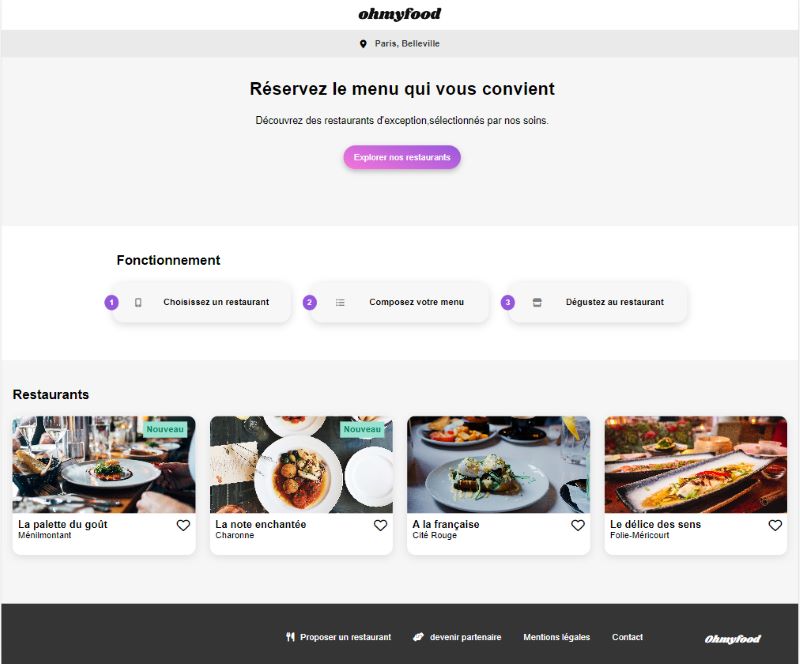 ohmyfood
Paris, Belleville
Réservez le menu qui vous convient
Découvrez des restaurants d'exception,sélectionnés par nos soins.
Explorer nos restaurants
Fonctionnement
1 Choisissez un restaurant
2 Composez votre menu
3 Dégustez au restaurant
Restaurants
Nouveau
La palette du goût
Ménilmontant
Nouveau
La note enchantée
Charonne
A la française
Cité Rouge
Le délice des sens
Folie-Méricourt
Proposer un restaurant
devenir partenaire
Mentions légales
Contact
Ohmyfood